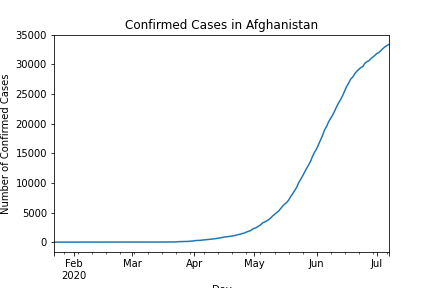 Confirmed Cases in Afghanistan
Number of Confirmed Cases
35000
30000
25000
20000
15000
10000
5000
0
Feb
2020
Mar
Apr
May
Jun
Jul